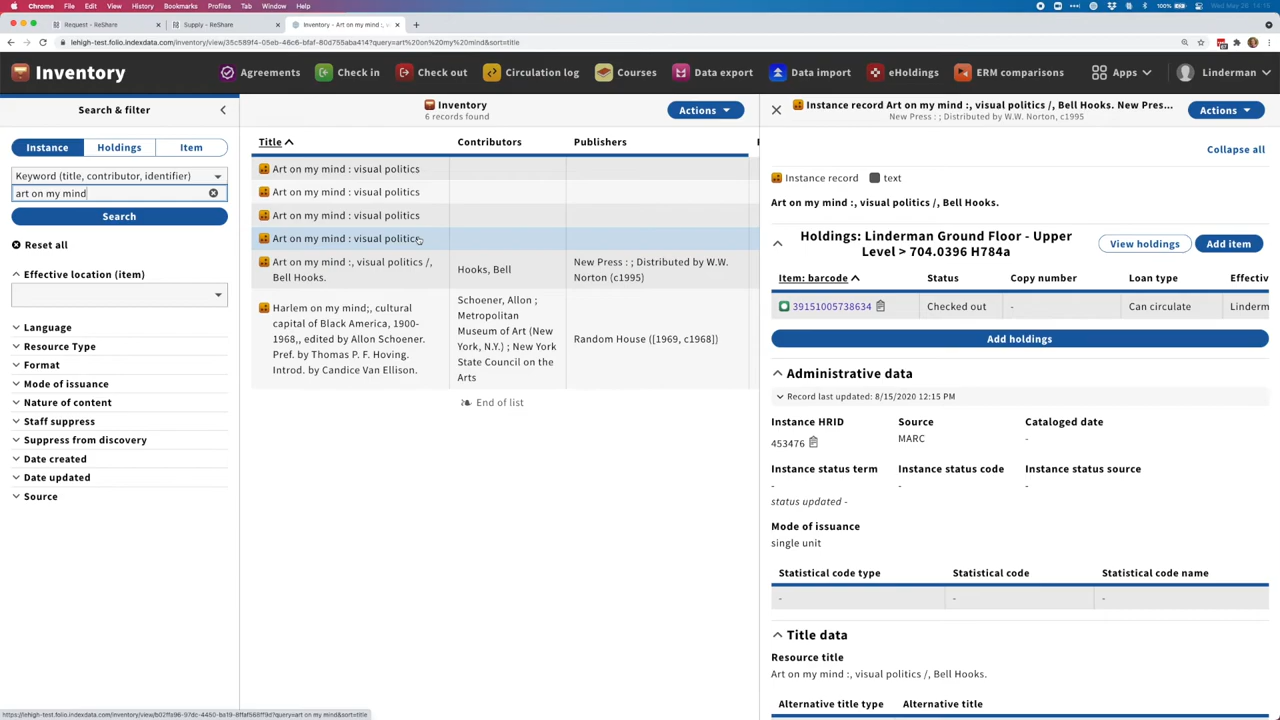 Chrome File Edit View History Bookmarks Profiles Tab Window Help
100% Wed May 26 14:15
Request - ReShare
Supply - ReShare
Inventory - Art on my mind :, v
lehigh-test.folio.indexdata.com/inventory/view/35c589f4-05eb-46c6-bfaf-80d755aba414?query=art%20on%20my%20mind&sort=title
Inventory
Agreements
Check in
Check out
Circulation log
Courses
Data export
Data import
eHoldings
ERM comparisons
Apps
Linderman
Search & filter
Instance
Holdings
Item
Keyword (title, contributor, identifier)
art on my mind
Search
Reset all
Effective location (item)
Language
Resource Type
Format
Mode of issuance
Nature of content
Staff suppress
Suppress from discovery
Date created
Date updated
Source
Inventory
6 records found
Actions
Title
Contributors
Publishers
Art on my mind : visual politics
Art on my mind : visual politics
Art on my mind : visual politics
Art on my mind : visual politics
Art on my mind :, visual politics /,
Bell Hooks.
Hooks, Bell
New Press : ; Distributed by W.W.
Norton (c1995)
Harlem on my mind;, cultural
capital of Black America, 1900-
1968,, edited by Allon Schoener.
Pref. by Thomas P. F. Hoving.
Introd. by Candice Van Ellison.
Schoener, Allon ;
Metropolitan
Museum of Art (New
York, N.Y.) ; New York
State Council on the
Arts
Random House ([1969, c1968])
End of list
Instance record Art on my mind :, visual politics /, Bell Hooks. New Pres...
New Press : ; Distributed by W.W. Norton, c1995
Actions
Collapse all
Instance record
text
Art on my mind :, visual politics /, Bell Hooks.
Holdings: Linderman Ground Floor - Upper
Level > 704.0396 H784a
View holdings
Add item
Item: barcode
Status
Copy number
Loan type
Effectiv
39151005738634
Checked out
-
Can circulate
Linderm
Add holdings
Administrative data
Record last updated: 8/15/2020 12:15 PM
Instance HRID
Source
Cataloged date
453476
MARC
-
Instance status term
Instance status code
Instance status source
-
-
-
status updated -
Mode of issuance
single unit
Statistical code type
Statistical code
Statistical code name
-
-
-
Title data
Resource title
Art on my mind :, visual politics /, Bell Hooks.
Alternative title type
Alternative title